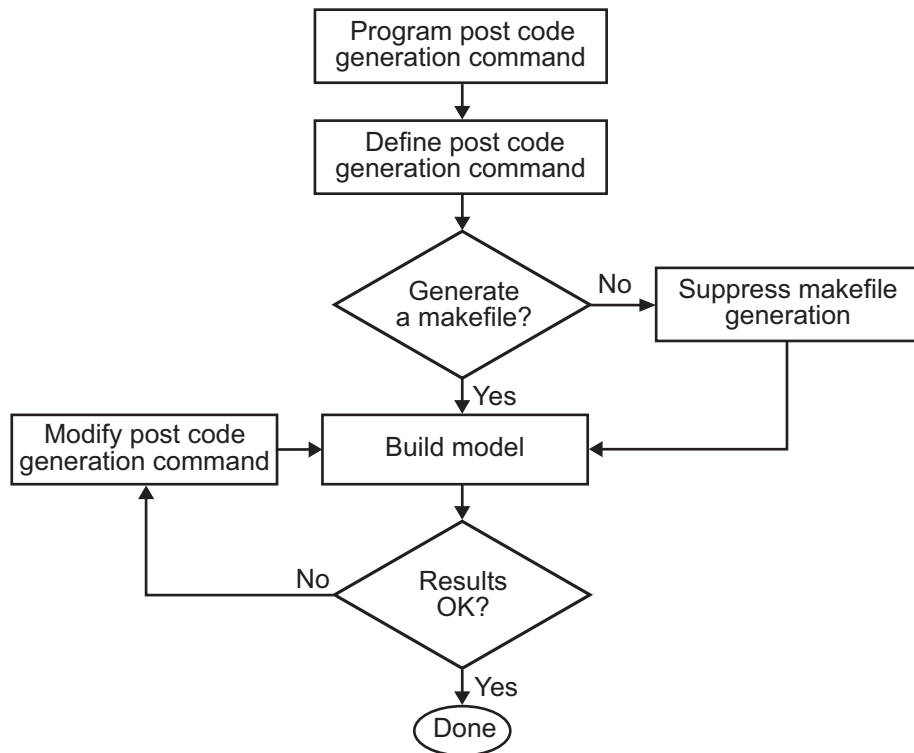 Program post code
generation command
Define post code
generation command
Generate
a makefile?
No
Suppress makefile
generation
Yes
Modify post code
generation command
Build model
No
Results
OK?
Yes
Done